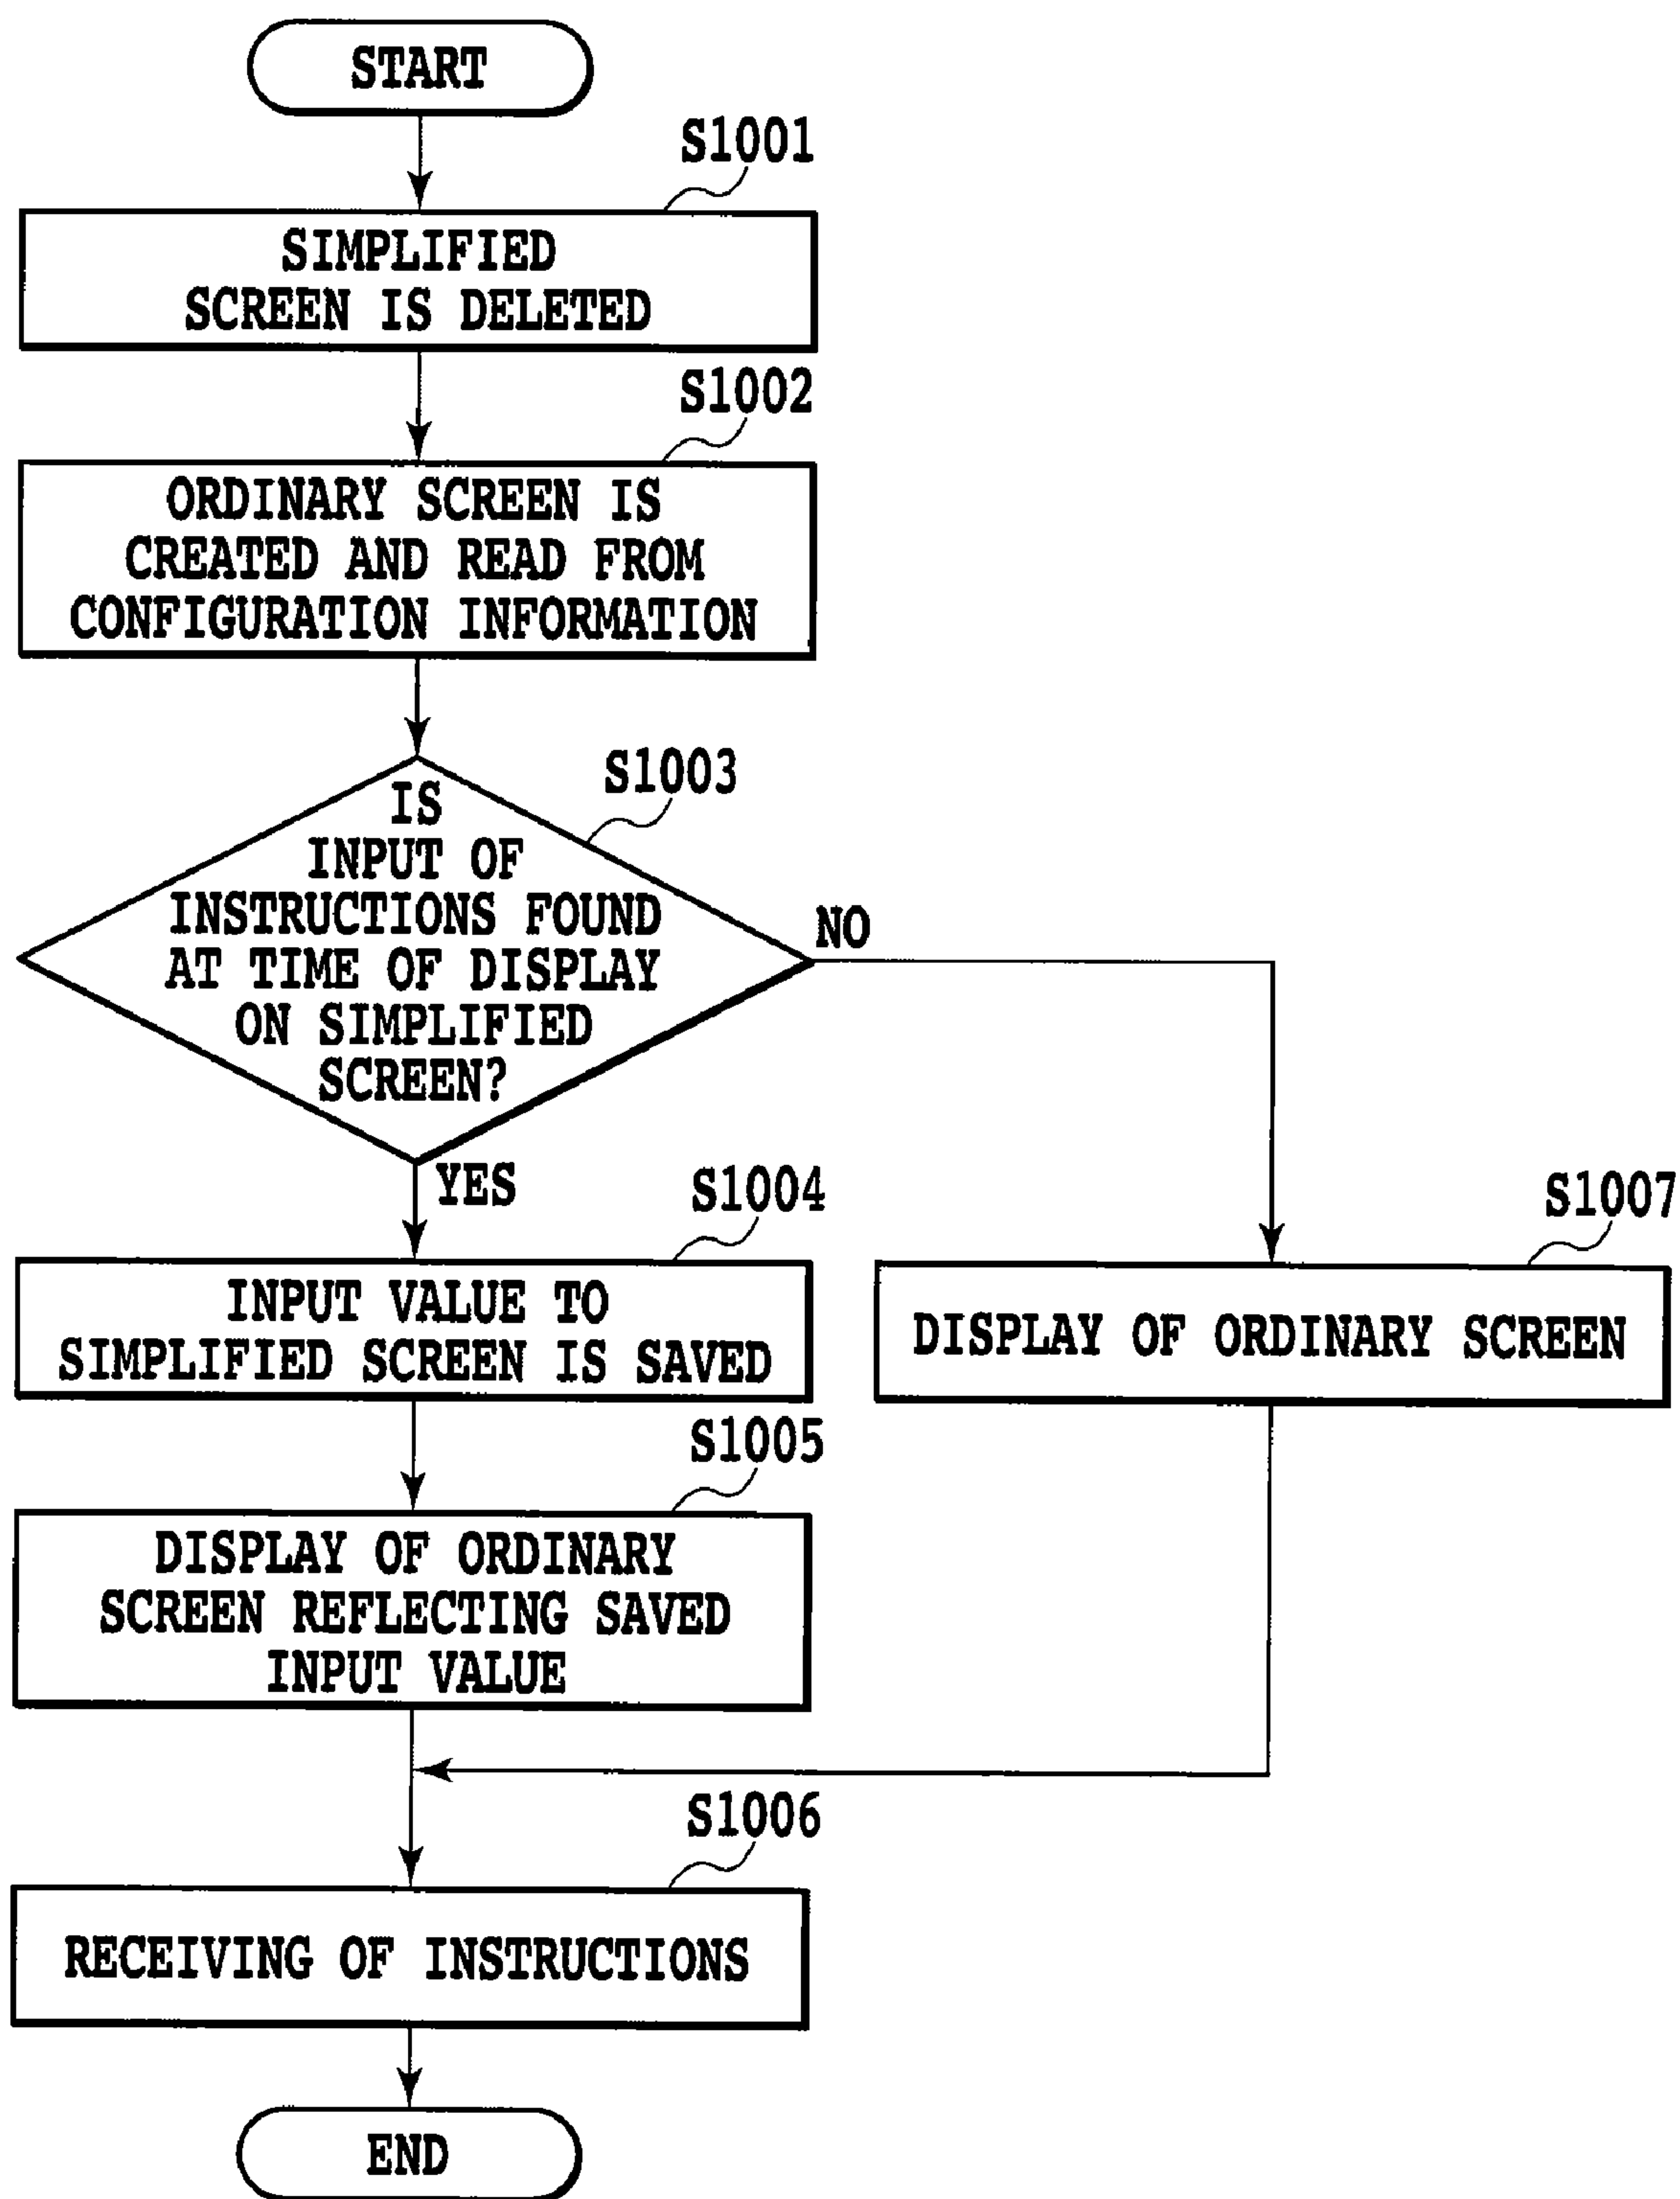 START
S1001
SIMPLIFIED
SCREEN IS DELETED
S1002
ORDINARY SCREEN IS
CREATED AND READ FROM
CONFIGURATION INFORMATION
S1003
IS
INPUT OF
INSTRUCTIONS FOUND
AT TIME OF DISPLAY
ON SIMPLIFIED
SCREEN?
NO
YES
S1004
INPUT VALUE TO
SIMPLIFIED SCREEN IS SAVED
S1007
DISPLAY OF ORDINARY SCREEN
S1005
DISPLAY OF ORDINARY
SCREEN REFLECTING SAVED
INPUT VALUE
S1006
RECEIVING OF INSTRUCTIONS
END